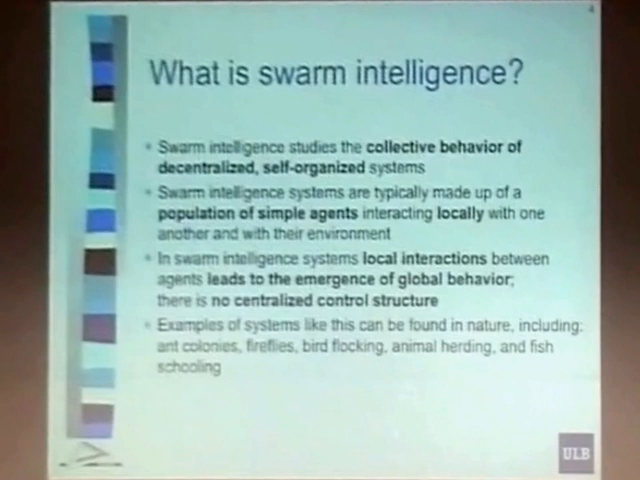 4
What is swarm intelligence?
Swarm intelligence studies the collective behavior of
decentralized, self-organized systems
Swarm intelligence systems are typically made up of a
population of simple agents interacting locally with one
another and with their environment
In swarm intelligence systems local interactions between
agents leads to the emergence of global behavior;
there is no centralized control structure
Examples of systems like this can be found in nature, including:
ant colonies, fireflies, bird flocking, animal herding, and fish
schooling
ULB